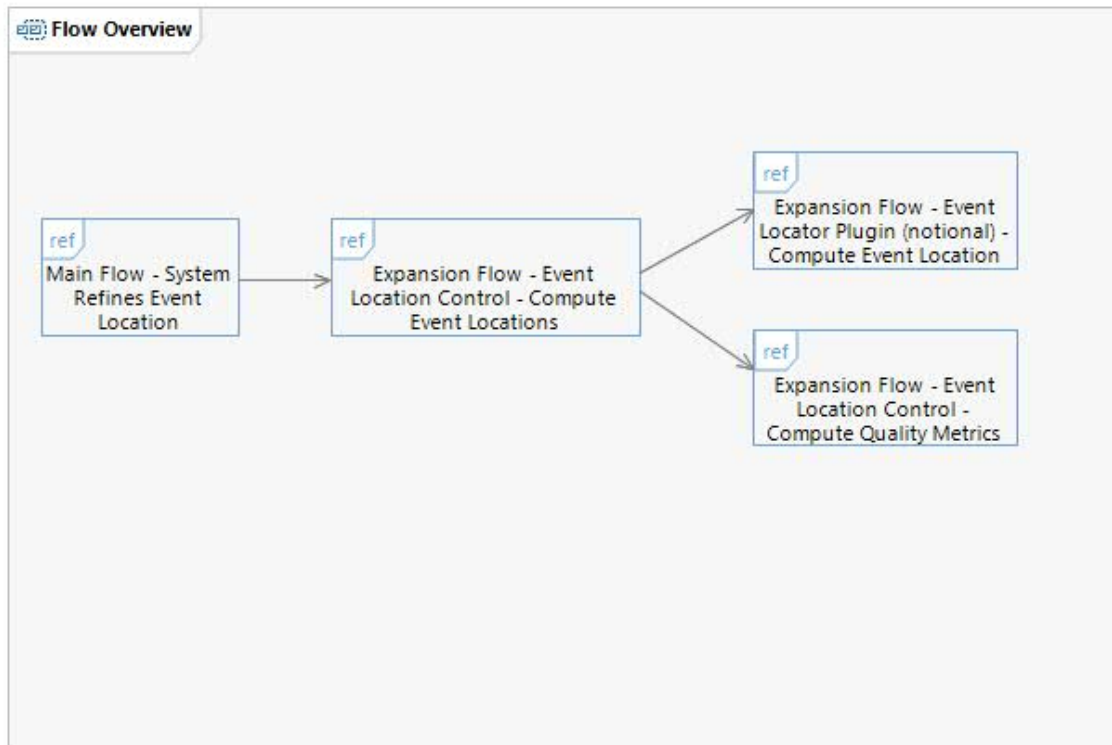 Flow Overview
ref
Main Flow - System
Refines Event
Location
ref
Expansion Flow - Event
Location Control - Compute
Event Locations
ref
Expansion Flow - Event
Locator Plugin (notional) -
Compute Event Location
ref
Expansion Flow - Event
Location Control -
Compute Quality Metrics